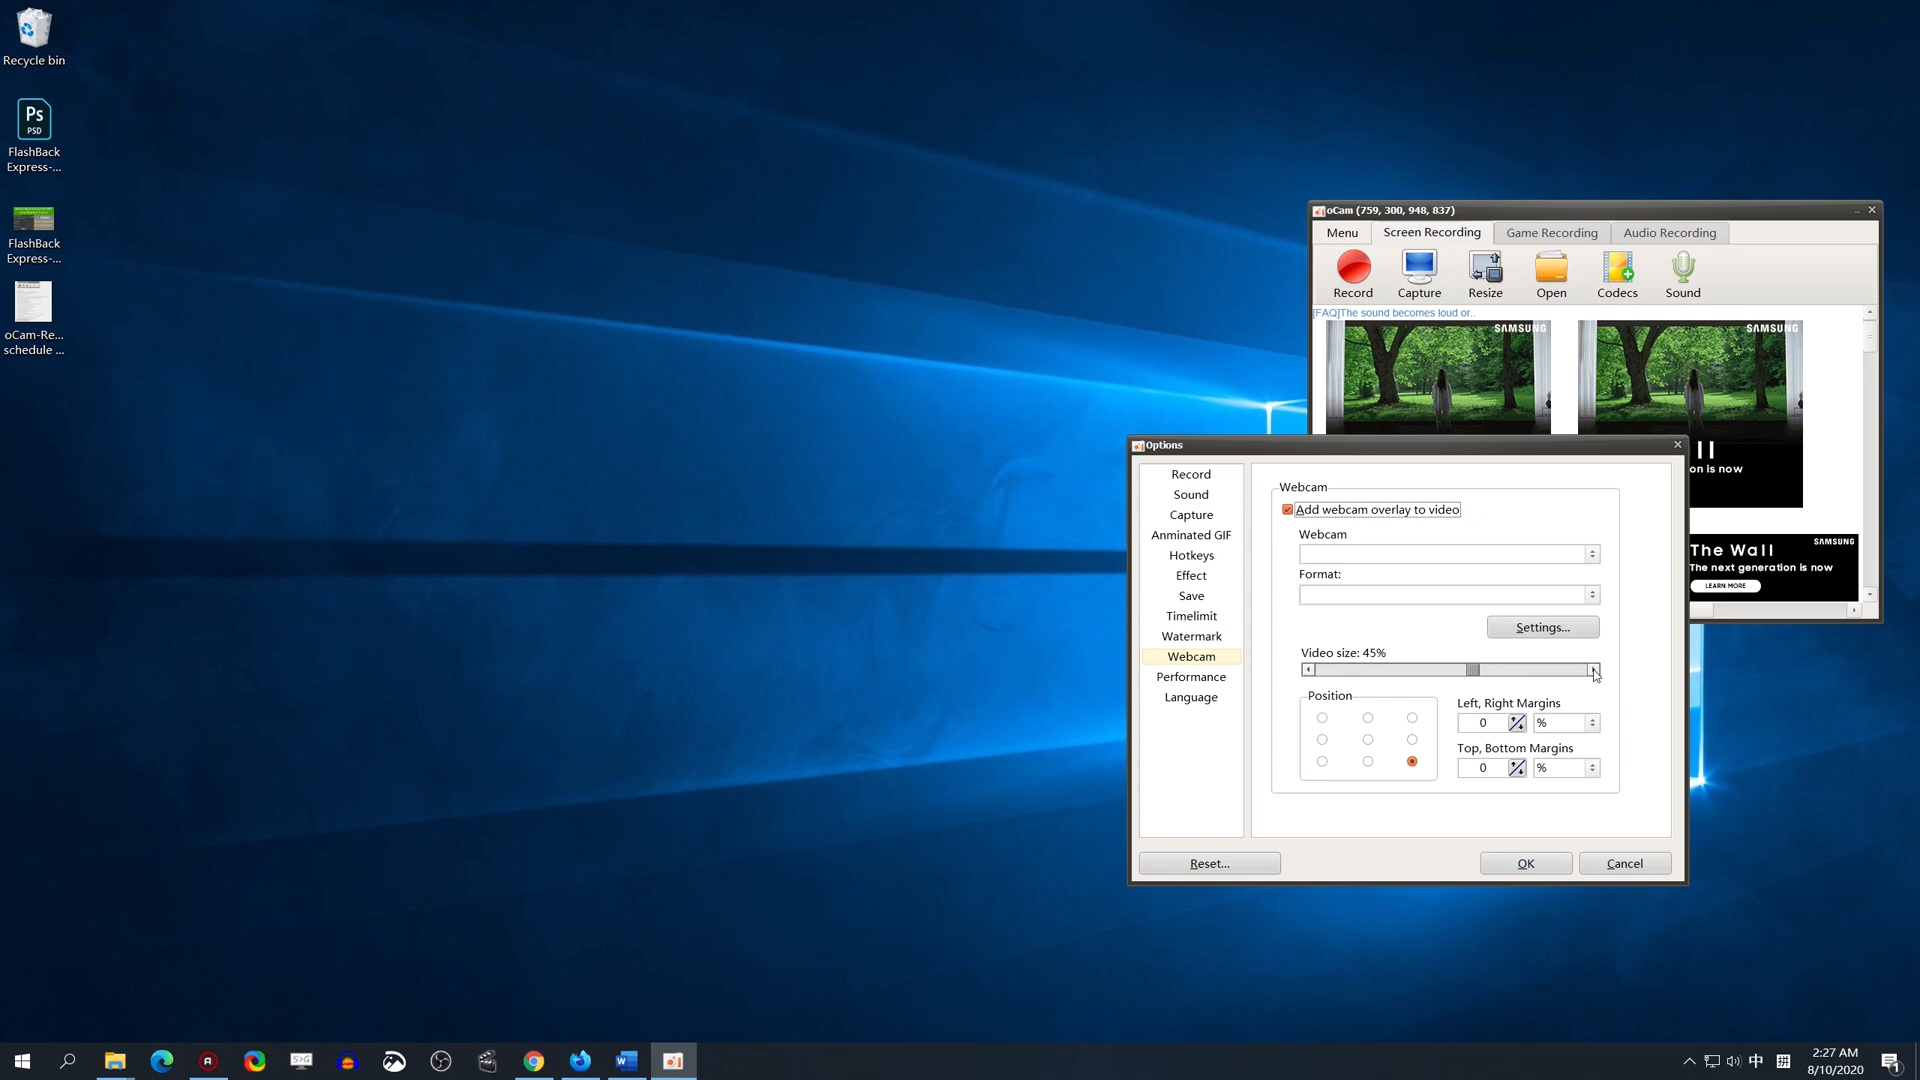 Recycle bin
Ps
PSD
FlashBack
Express-...
FlashBack
Express-...
oCam-Re...
schedule ...
oCam (759, 300, 948, 837)
Menu
Screen Recording
Game Recording
Audio Recording
Record
Capture
Resize
Open
Codecs
Sound
[FAQ]The sound becomes loud or..
SAMSUNG
SAMSUNG
on is now
SAMSUNG
The Wall
The next generation is now
LEARN MORE
Options
Record
Sound
Capture
Anminated GIF
Hotkeys
Effect
Save
Timelimit
Watermark
Webcam
Performance
Language
Webcam
Add webcam overlay to video
Webcam
Format:
Settings...
Video size: 45%
Position
Left, Right Margins
0 %
Top, Bottom Margins
0 %
Reset...
OK
Cancel
中
2:27 AM
8/10/2020
1